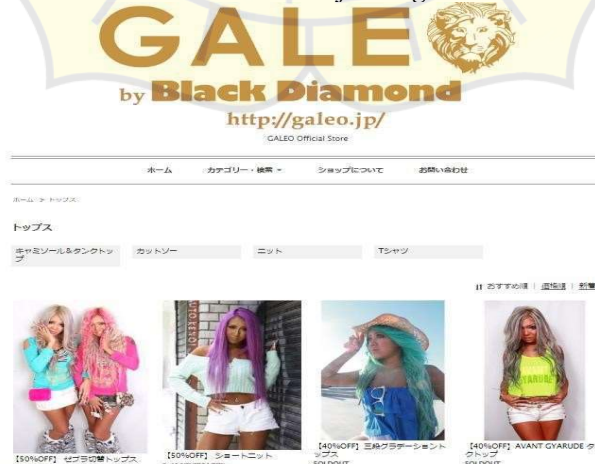 GALEO
by Black Diamond
http://galeo.jp/
GALEO Official Store
ホーム カテゴリー・検索 ショップについて お問い合わせ
ホーム > トップス
トップス
キャミソール&タンクトップ カットソー ニット Tシャツ
おすすめ順 | 価格順 | 新着
【50%OFF】 ゼブラ切替トップス
【50%OFF】 ショートニット
【40%OFF】 三段グラデーショントップス
SOLDOUT
【40%OFF】 AVANT GYARUDE タンクトップ
SOLDOUT